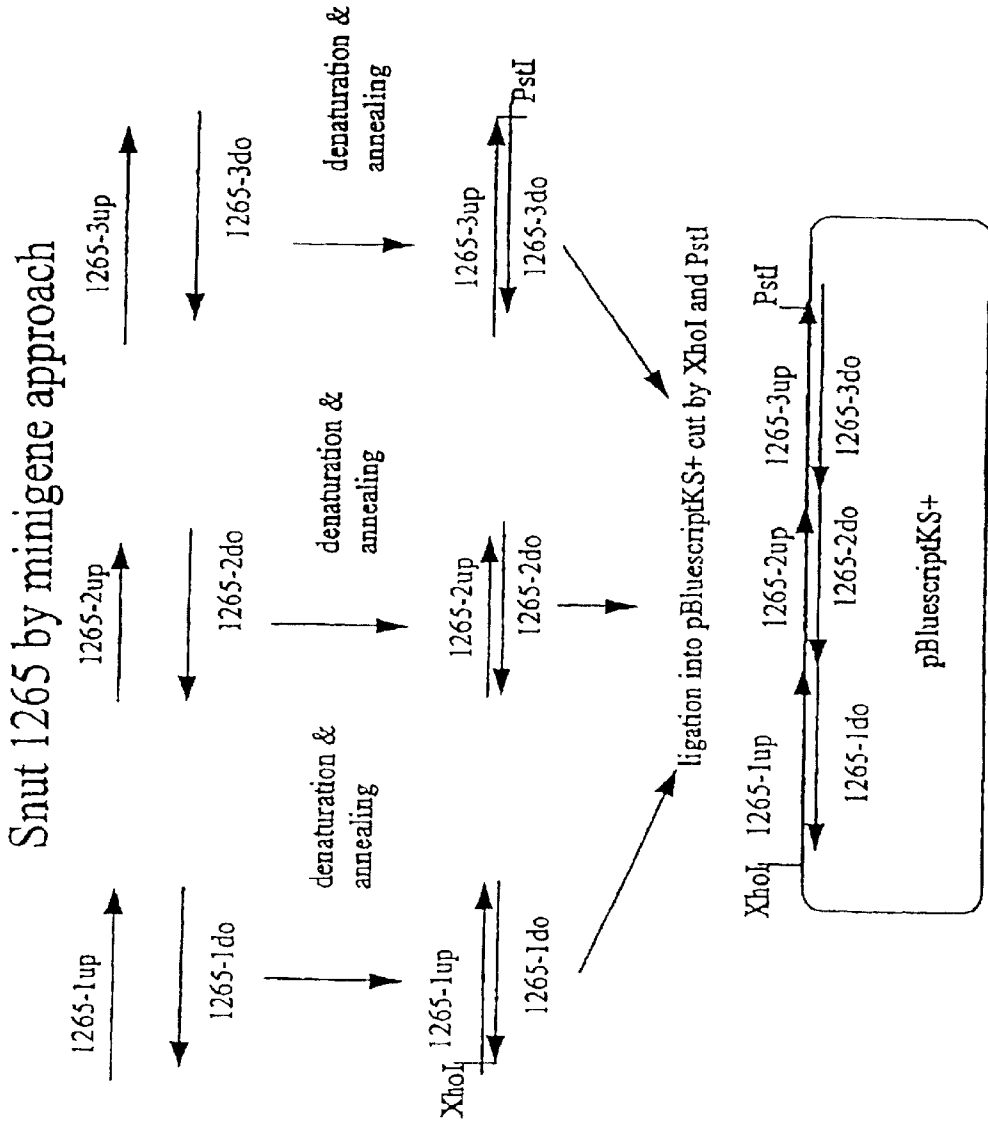 Snut 1265 by minigene approach
1265-1up
1265-2up
1265-3up
1265-1do
1265-2do
1265-3do
denaturation &
annealing
denaturation &
annealing
denaturation &
annealing
XhoI
1265-1up
1265-2up
1265-3up
1265-1do
1265-2do
1265-3do
PstI
ligation into pBluescriptKS+ cut by XhoI and PstI
XhoI
1265-1up
1265-2up
1265-3up
PstI
1265-1do
1265-2do
1265-3do
pBluescriptKS+